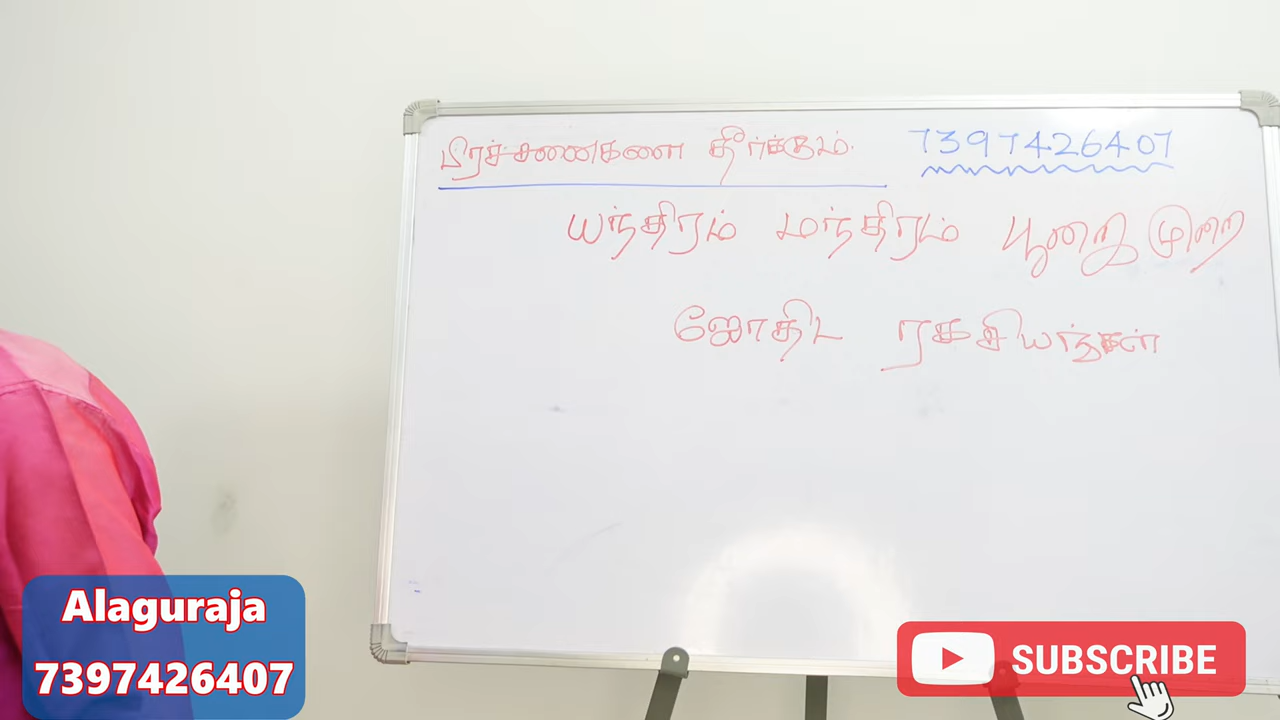 பிரச்சனைகளை தீர்க்கும். 7397426407
யந்திரம் மந்திரம் பூஜை முறை
ஜோதிட ரகசியங்கள்
Alaguraja
7397426407
SUBSCRIBE